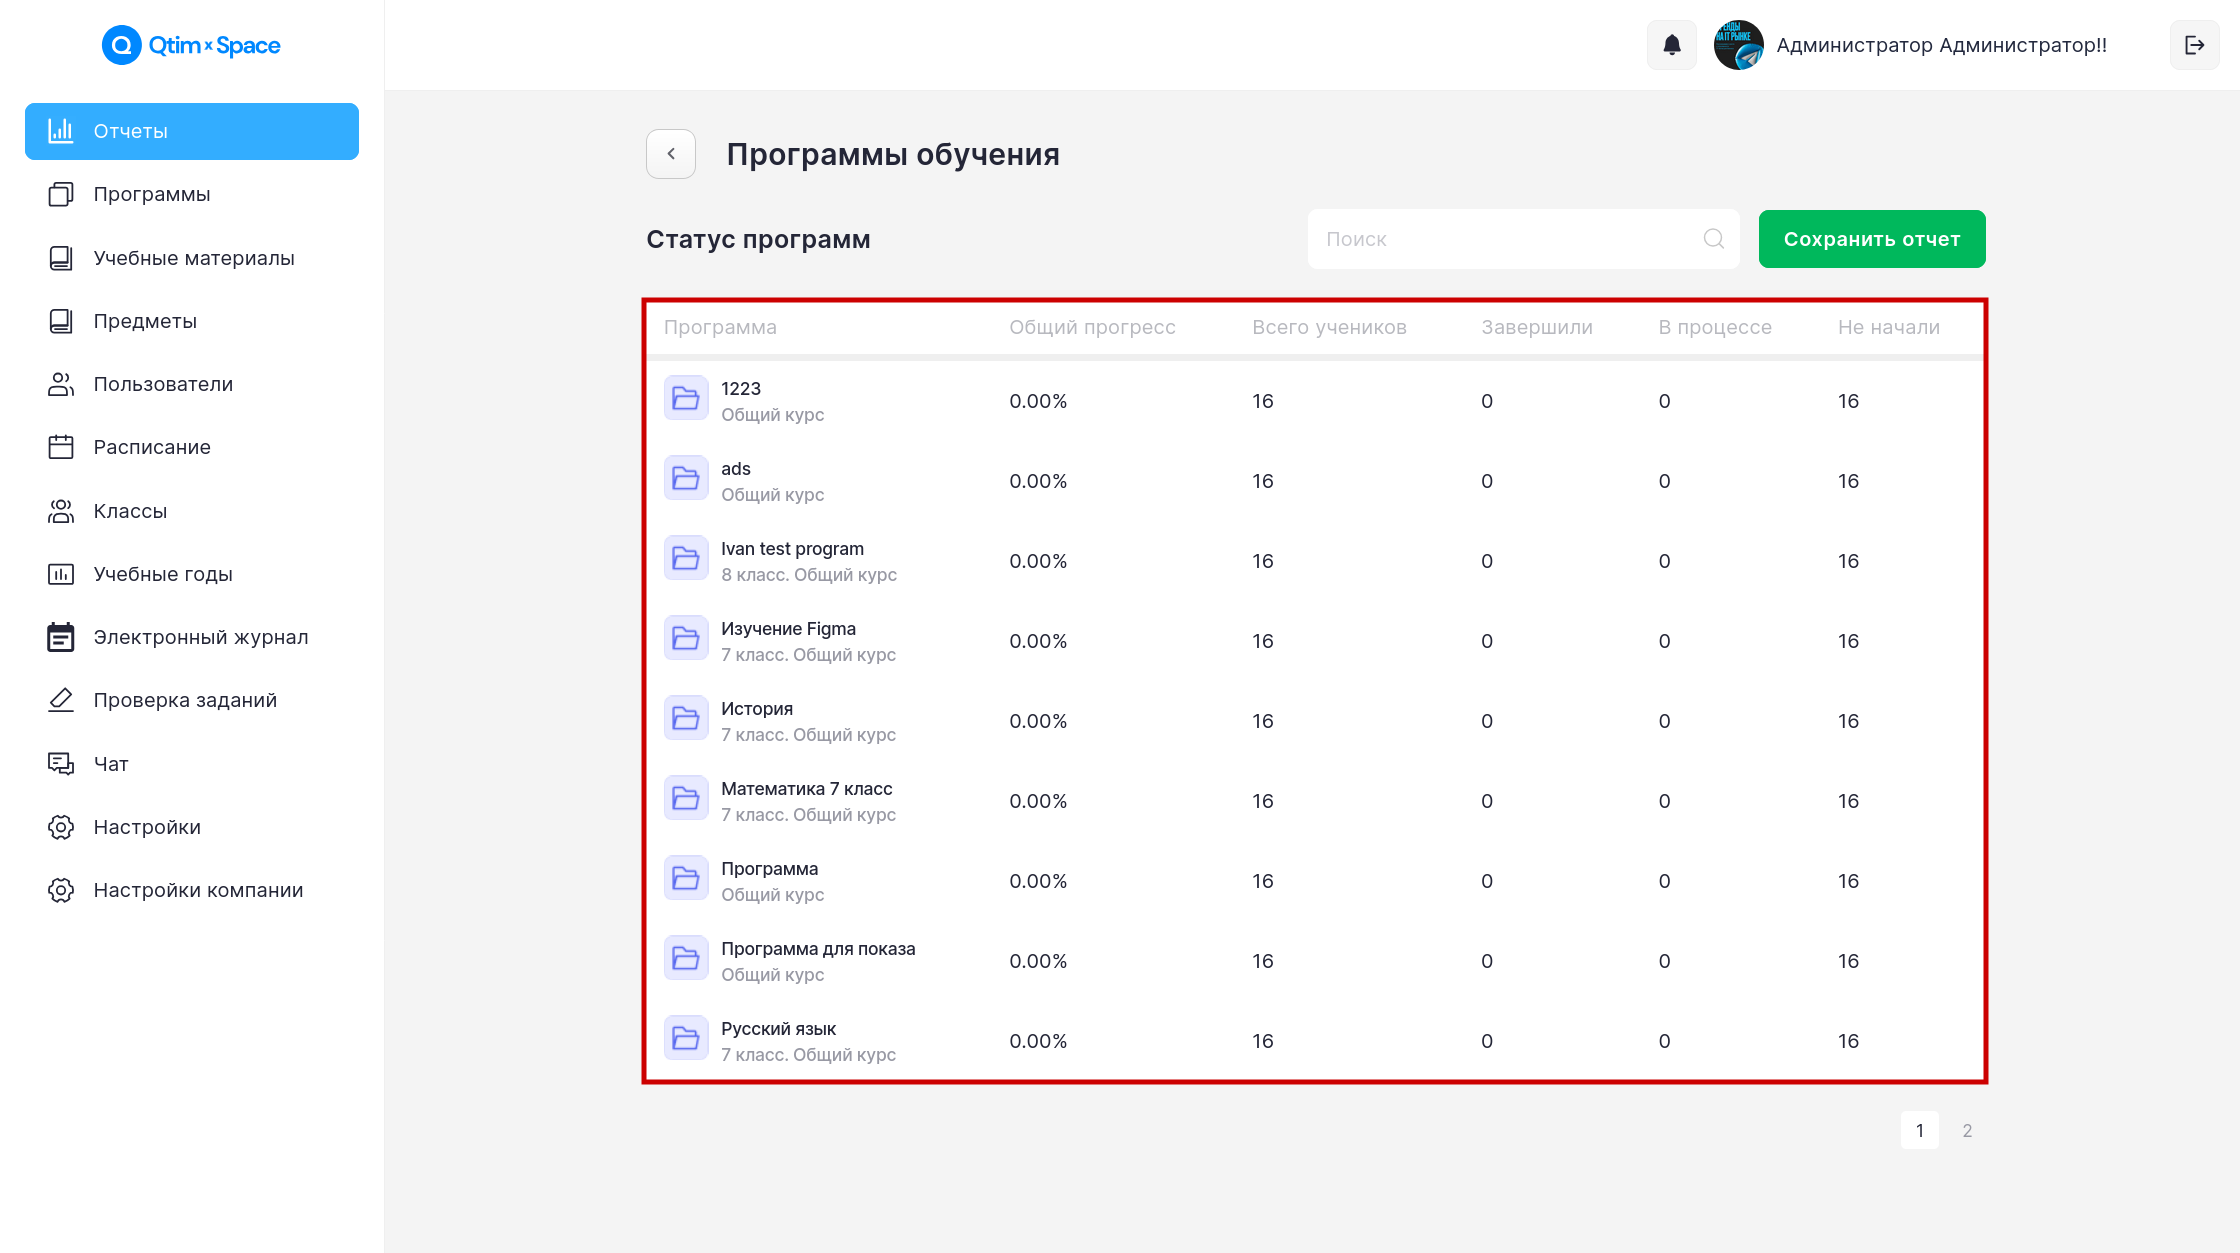 Qtim x Space
Администратор Администратор!!
Отчеты
Программы
Учебные материалы
Предметы
Пользователи
Расписание
Классы
Учебные годы
Электронный журнал
Проверка заданий
Чат
Настройки
Настройки компании
Программы обучения
Статус программ
Поиск
Сохранить отчет
Программа Общий прогресс Всего учеников Завершили В процессе Не начали
1223
Общий курс
0.00% 16 0 0 16
ads
Общий курс
0.00% 16 0 0 16
Ivan test program
8 класс. Общий курс
0.00% 16 0 0 16
Изучение Figma
7 класс. Общий курс
0.00% 16 0 0 16
История
7 класс. Общий курс
0.00% 16 0 0 16
Математика 7 класс
7 класс. Общий курс
0.00% 16 0 0 16
Программа
Общий курс
0.00% 16 0 0 16
Программа для показа
Общий курс
0.00% 16 0 0 16
Русский язык
7 класс. Общий курс
0.00% 16 0 0 16
1 2